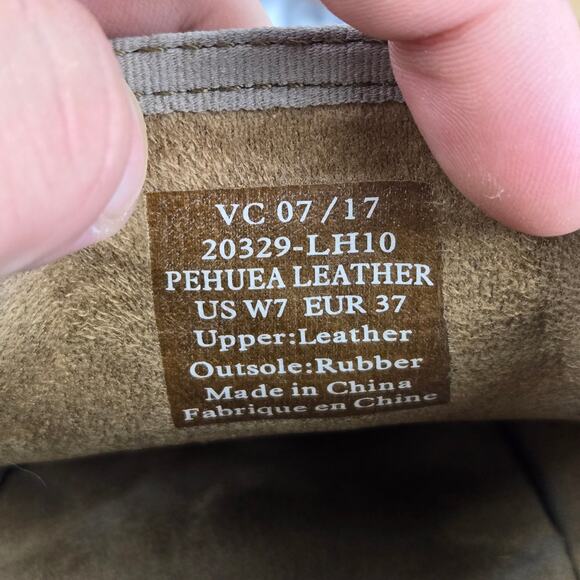 VC 07/17
20329-LH10
PEHUEA LEATHER
US W7 EUR 37
Upper:Leather
Outsole:Rubber
Made in China
Fabrique en Chine